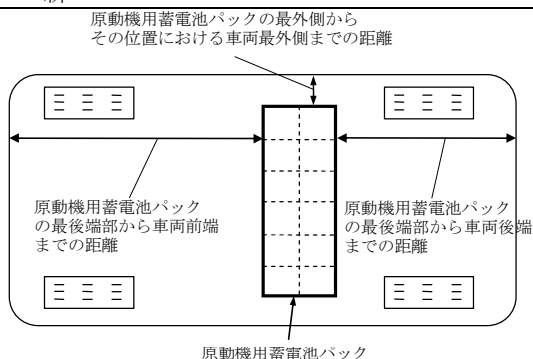 原動機用蓄電池パックの最外側から
その位置における車両最外側までの距離
原動機用蓄電池パック
の最後端部から車両前端
までの距離
原動機用蓄電池パック
の最後端部から車両後端
までの距離
原動機用蓄電池パック